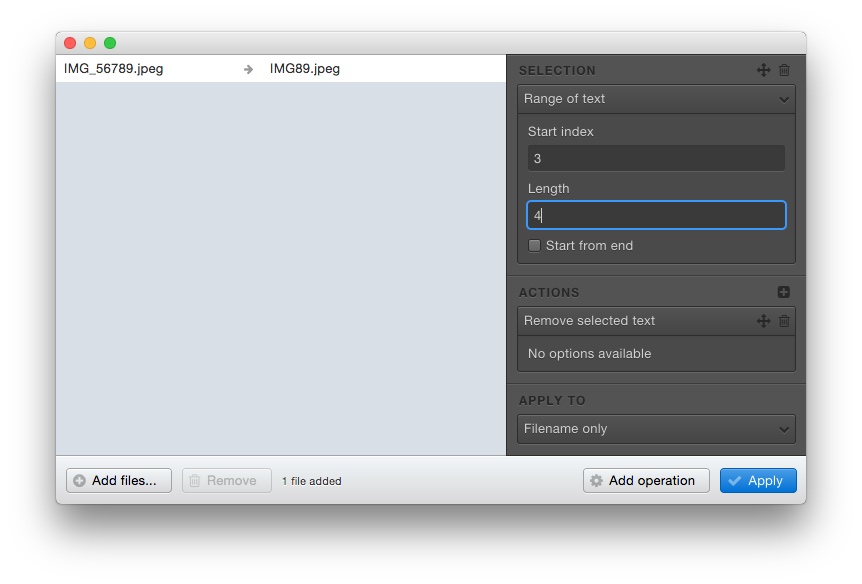 IMG_56789.jpeg IMG89.jpeg
SELECTION
Range of text
Start index
3
Length
4
Start from end
ACTIONS
Remove selected text
No options available
APPLY TO
Filename only
Add files... Remove 1 file added Add operation Apply